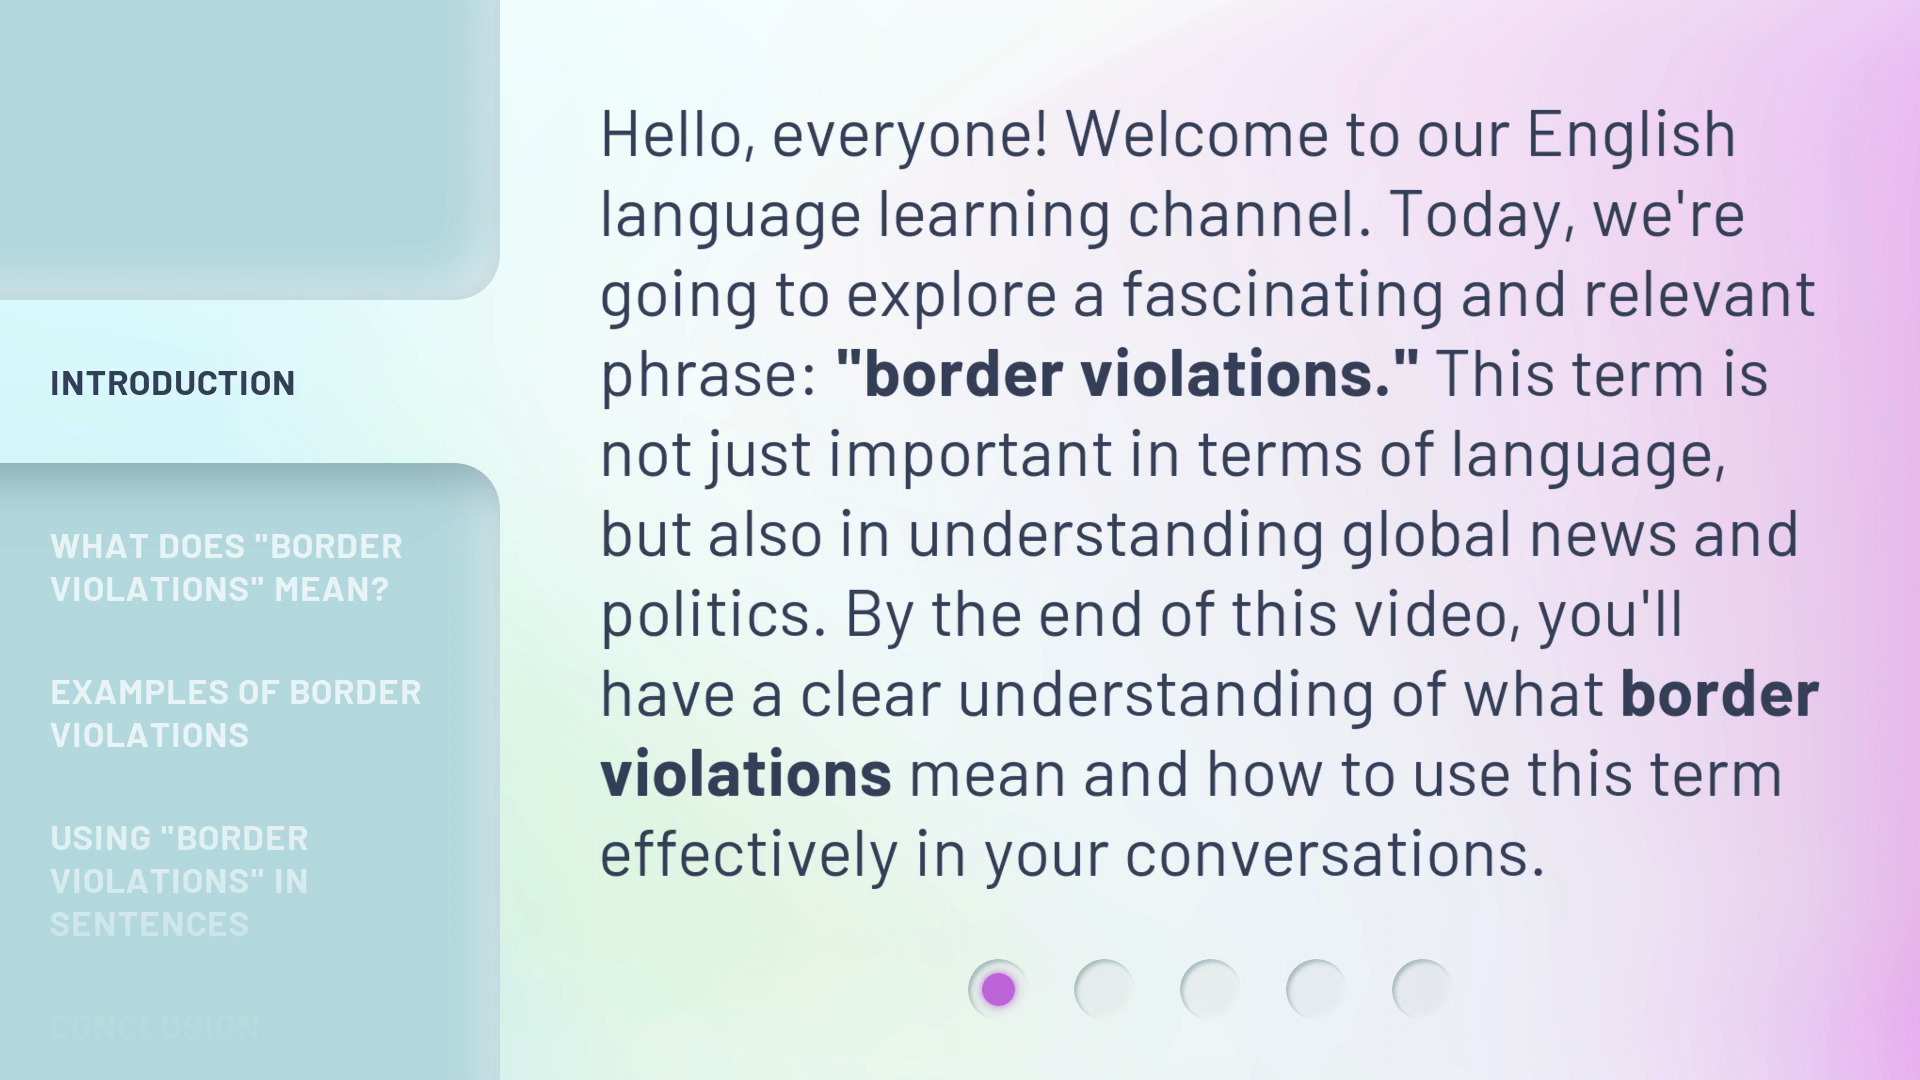 INTRODUCTION
WHAT DOES "BORDER
VIOLATIONS" MEAN?
EXAMPLES OF BORDER
VIOLATIONS
USING "BORDER
VIOLATIONS" IN
SENTENCES
CONCLUSION
Hello, everyone! Welcome to our English
language learning channel. Today, we're
going to explore a fascinating and relevant
phrase: "border violations." This term is
not just important in terms of language,
but also in understanding global news and
politics. By the end of this video, you'll
have a clear understanding of what border
violations mean and how to use this term
effectively in your conversations.